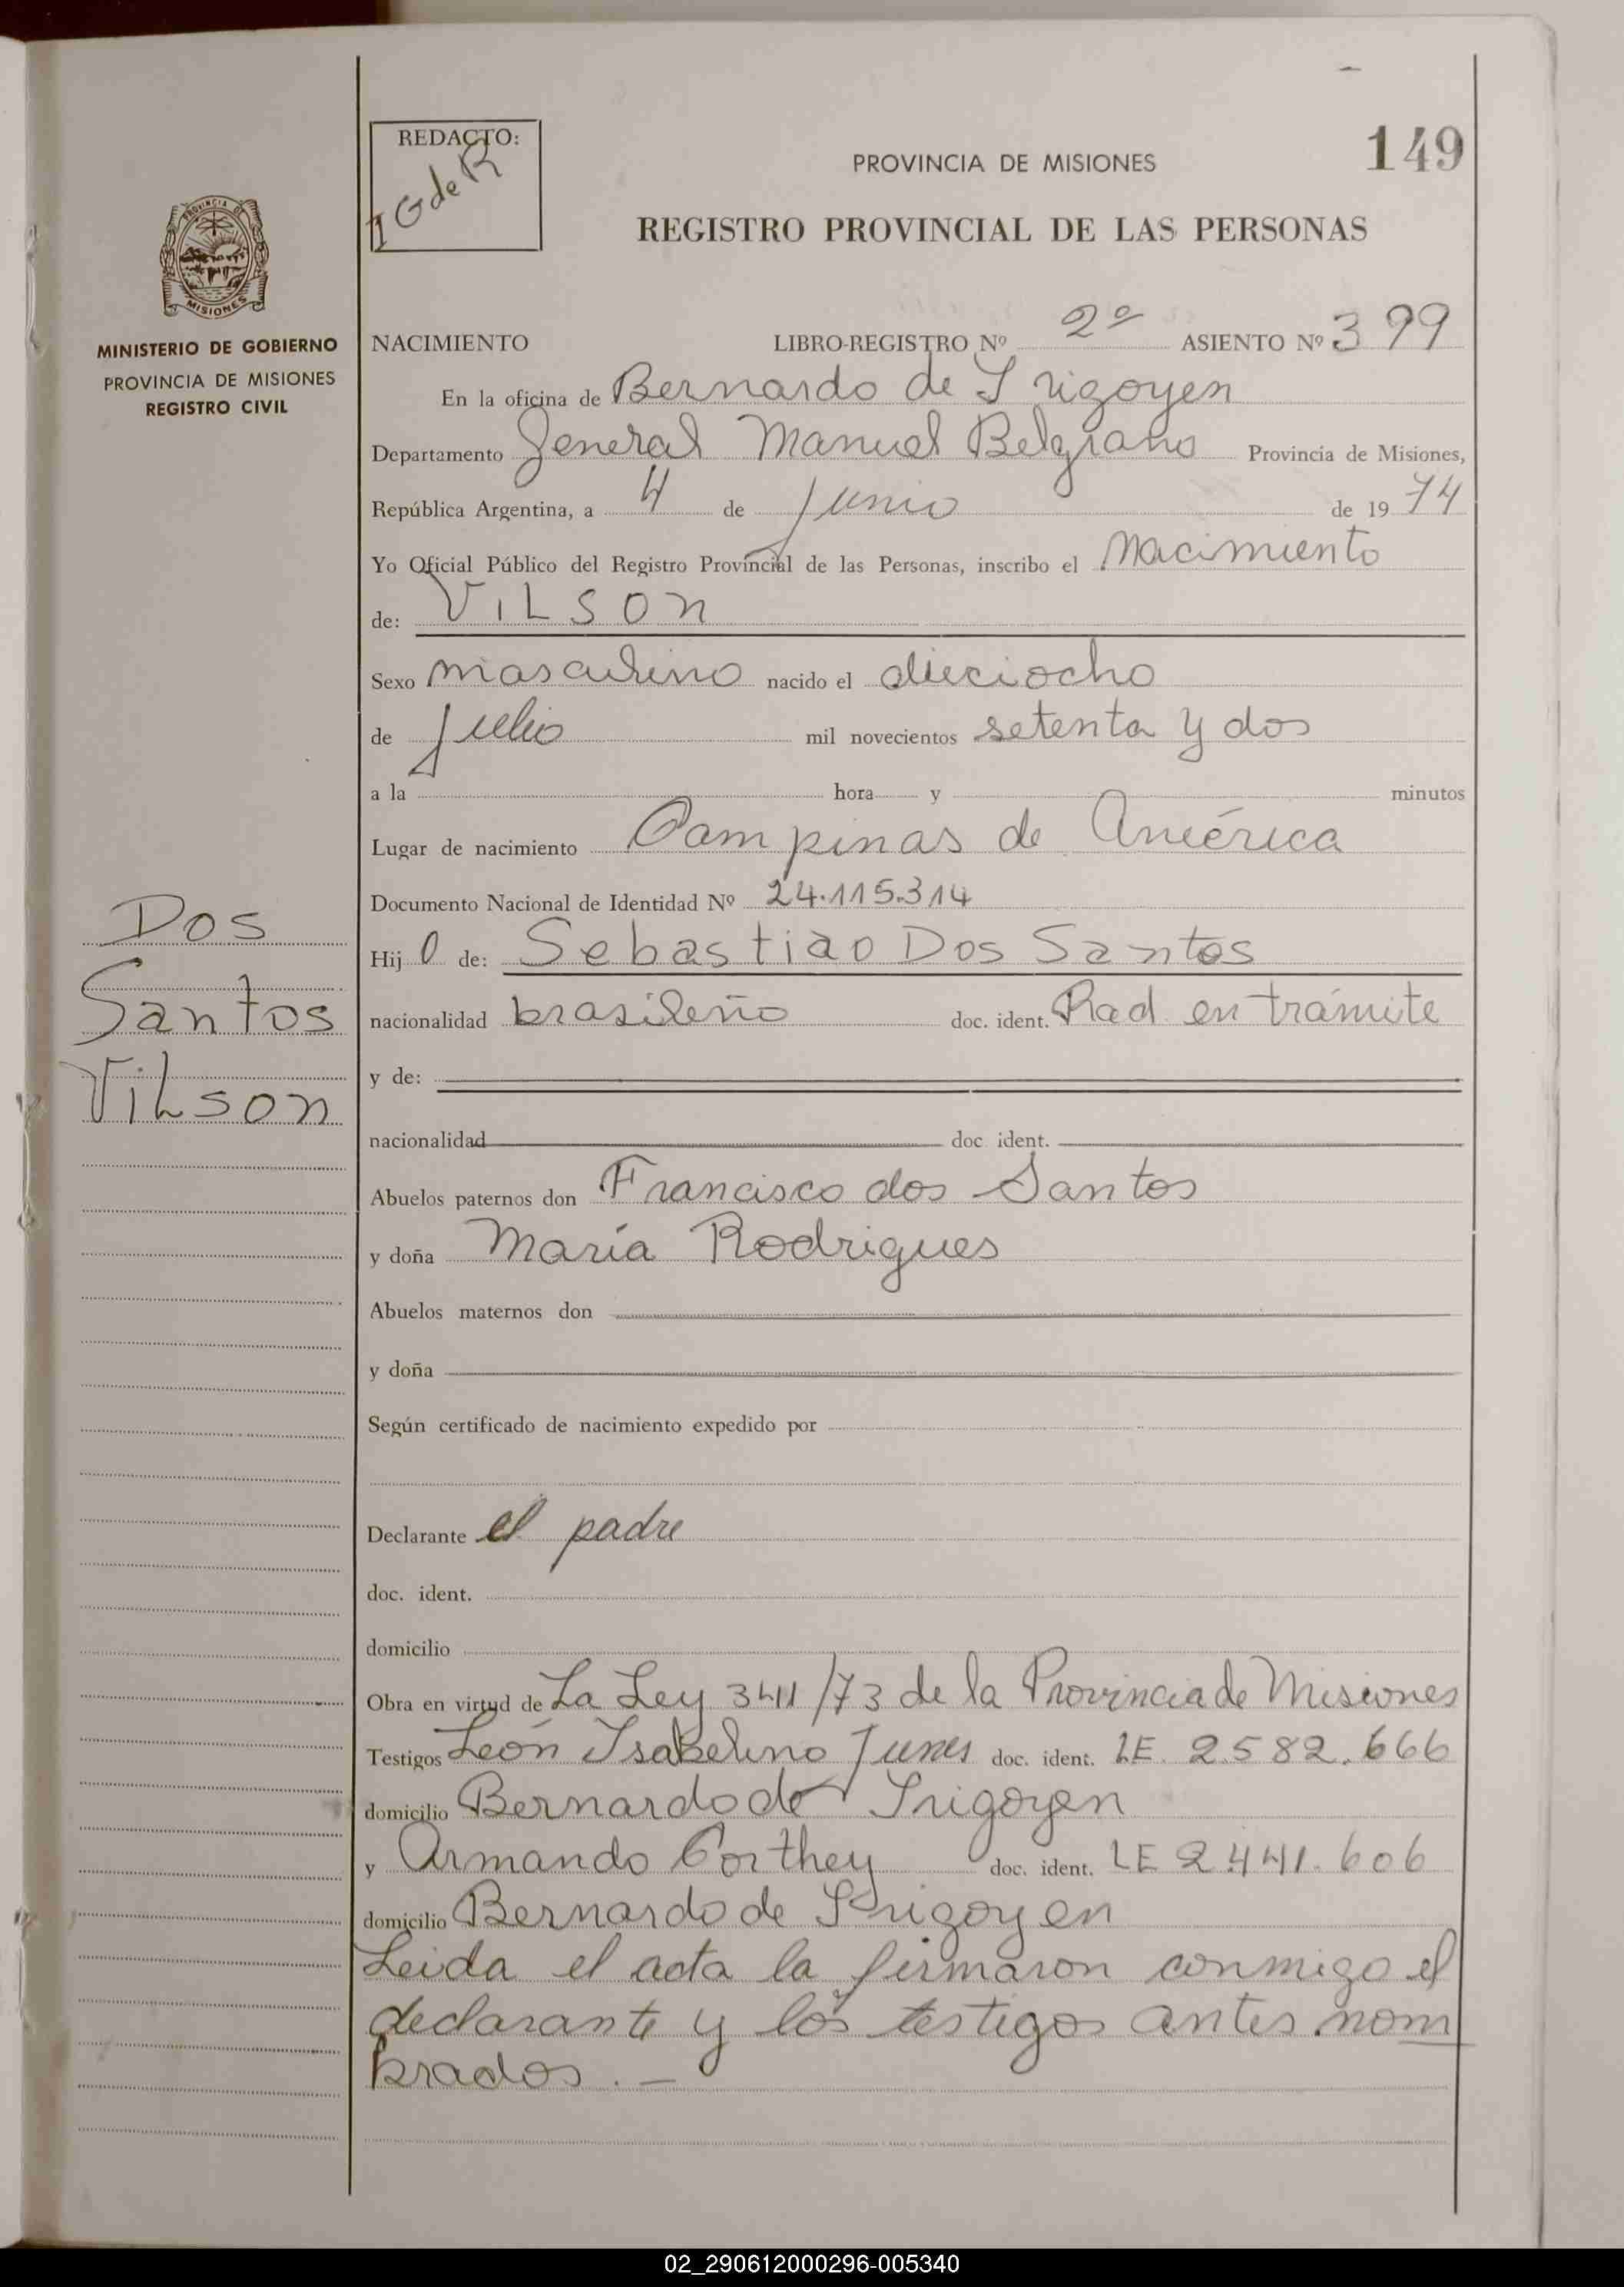 149
REDACTO:
G de R
PROVINCIA DE MISIONES
REGISTRO PROVINCIAL DE LAS PERSONAS
PROVINCIA DE
MISIONES
MINISTERIO DE GOBIERNO
PROVINCIA DE MISIONES
REGISTRO CIVIL
NACIMIENTO LIBRO-REGISTRO Nº 2º ASIENTO Nº 399
En la oficina de Bernardo de Irigoyen
Departamento General Manuel Belgrano Provincia de Misiones,
República Argentina, a 4 de Junio de 19 74
Yo Oficial Público del Registro Provincial de las Personas, inscribo el Nacimiento
de: VILSON
Sexo masculino nacido el dieciocho
de Julio mil novecientos setenta y dos
a la hora y minutos
Lugar de nacimiento Campinas de América
Documento Nacional de Identidad Nº 24.115.314
Dos
Santos
Vilson
Hij o de: Sebastiao Dos Santos
nacionalidad brasileño doc. ident. Rad en trámite
y de:
nacionalidad doc. ident.
Abuelos paternos don Francisco dos Santos
y doña María Rodrigues
Abuelos maternos don
y doña
Según certificado de nacimiento expedido por
Declarante el padre
doc. ident.
domicilio
Obra en virtud de La Ley 341/73 de la Provincia de Misiones
Testigos León Isabelino Junes doc. ident. LE. 2.582.666
domicilio Bernardo de Irigoyen
y Armando Corthey doc. ident. LE 2.441.606
domicilio Bernardo de Irigoyen
Leida el acta la firmaron conmigo el
declarante y los testigos antes nom
brados.-
02_290612000296-005340